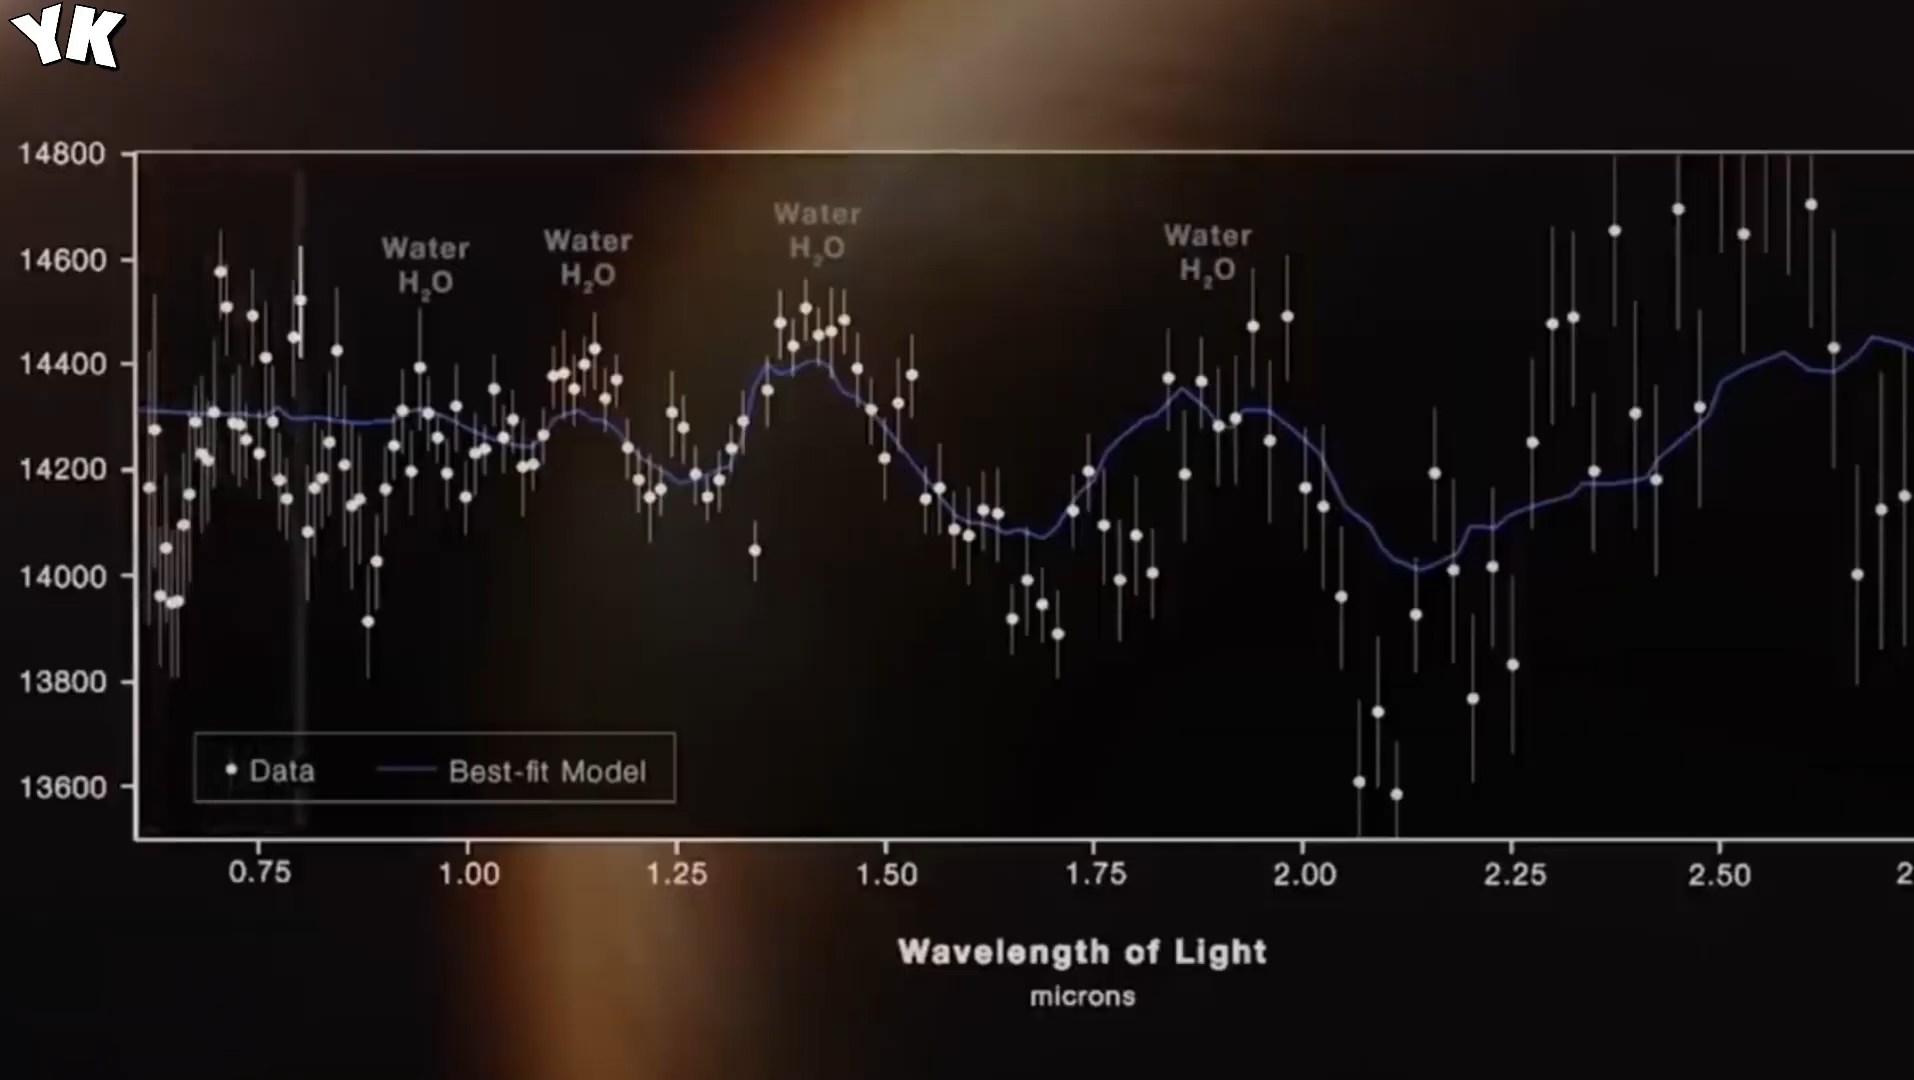 YK
14800
14600
14400
14200
14000
13800
13600
Water
H₂O
Water
H₂O
Water
H₂O
Water
H₂O
Data
Best-fit Model
0.75
1.00
1.25
1.50
1.75
2.00
2.25
2.50
Wavelength of Light
microns